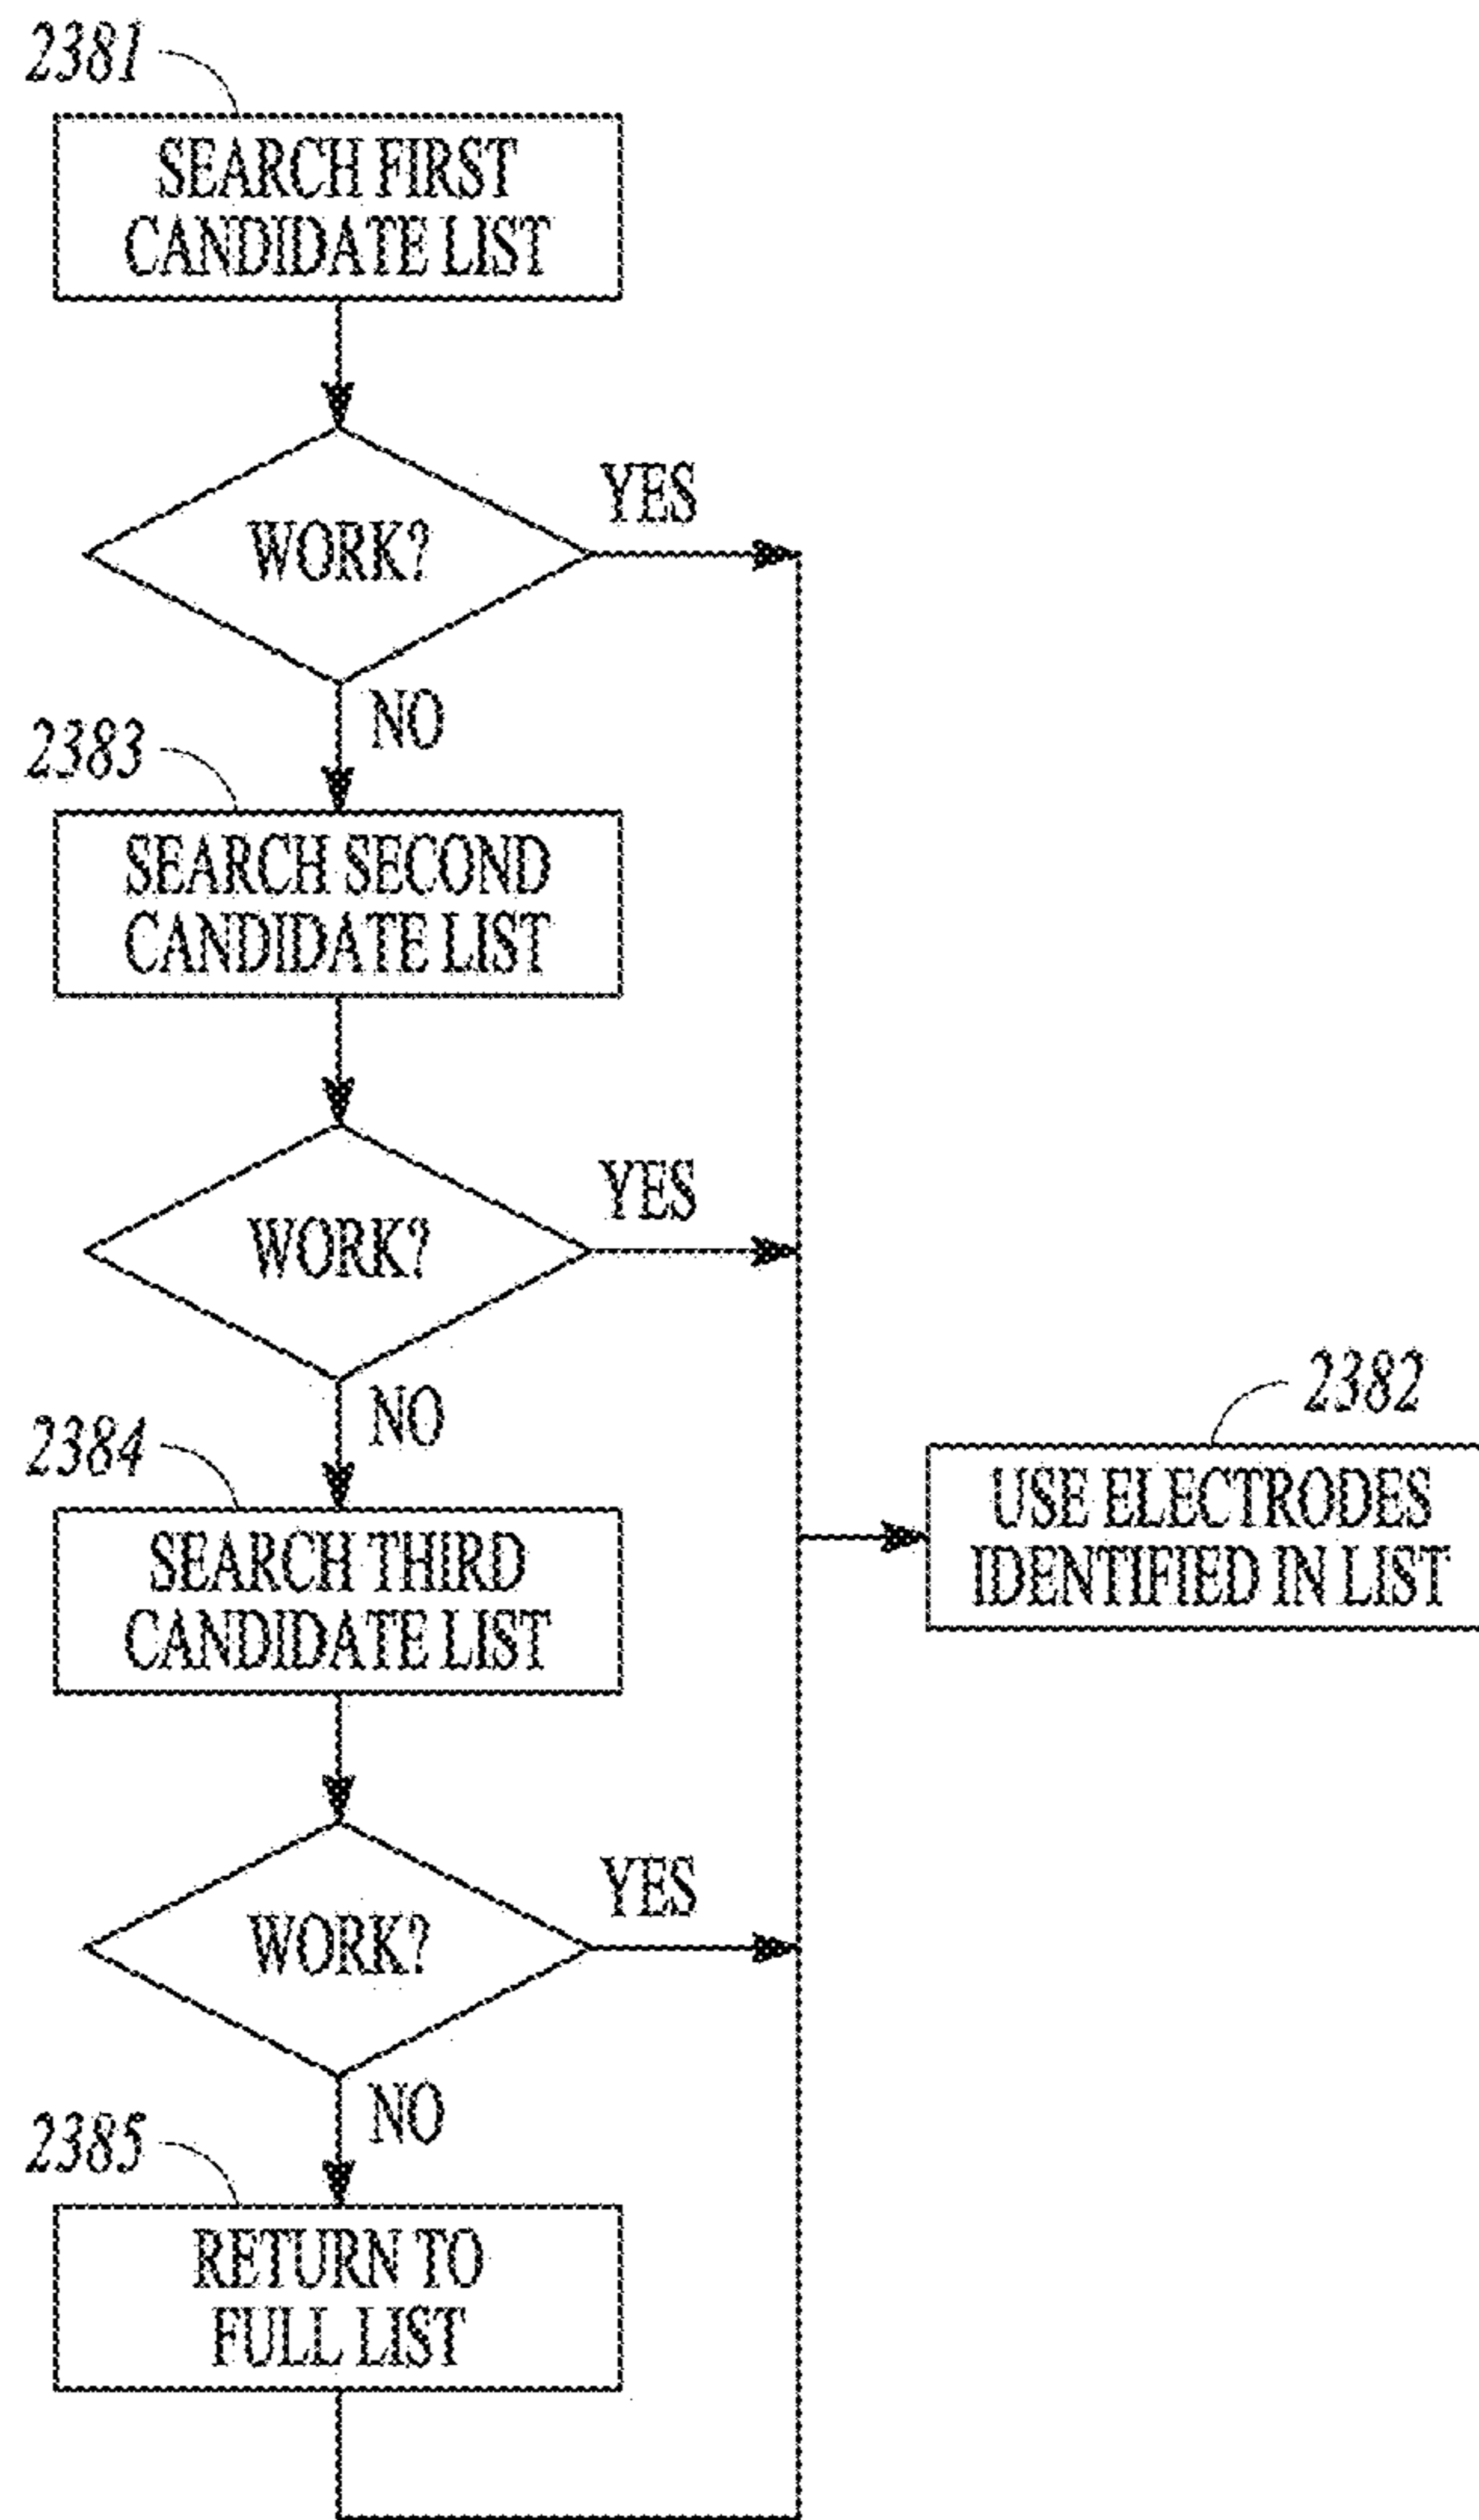 2381
SEARCH FIRST
CANDIDATE LIST
WORK?
YES
NO
2383
SEARCH SECOND
CANDIDATE LIST
WORK?
YES
NO
2382
USE ELECTRODES
IDENTIFIED IN LIST
2384
SEARCH THIRD
CANDIDATE LIST
WORK?
YES
NO
2385
RETURN TO
FULL LIST